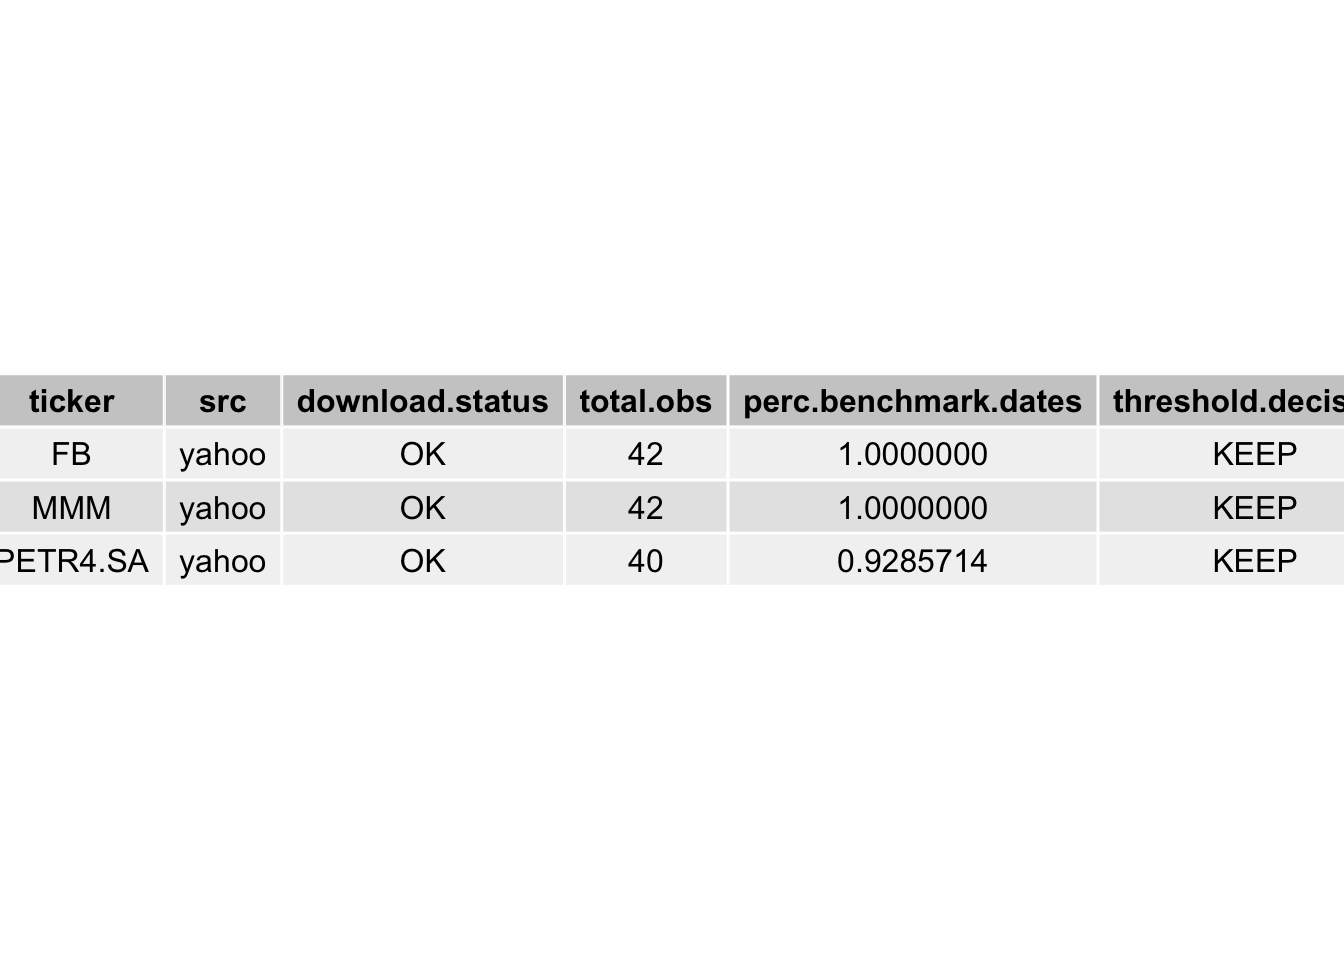 ticker src download.status total.obs perc.benchmark.dates threshold.decis
FB yahoo OK 42 1.0000000 KEEP
MMM yahoo OK 42 1.0000000 KEEP
PETR4.SA yahoo OK 40 0.9285714 KEEP